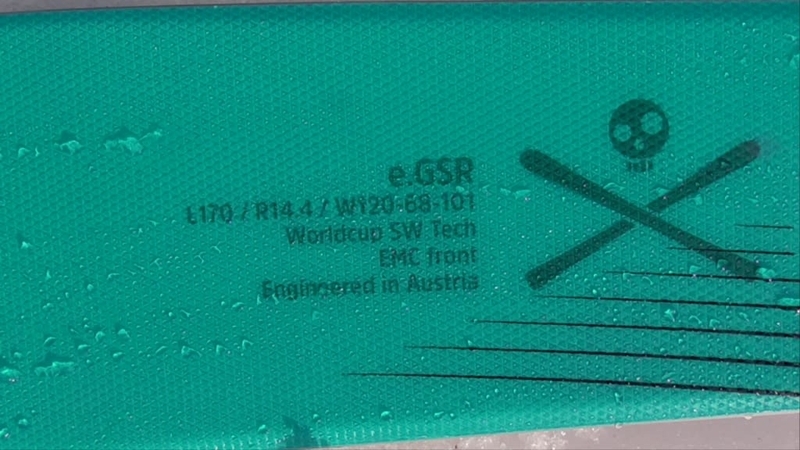 e.GSR
L170 / R14.4 / W120-68-101
Worldcup SW Tech
EMC front
Engineered in Austria